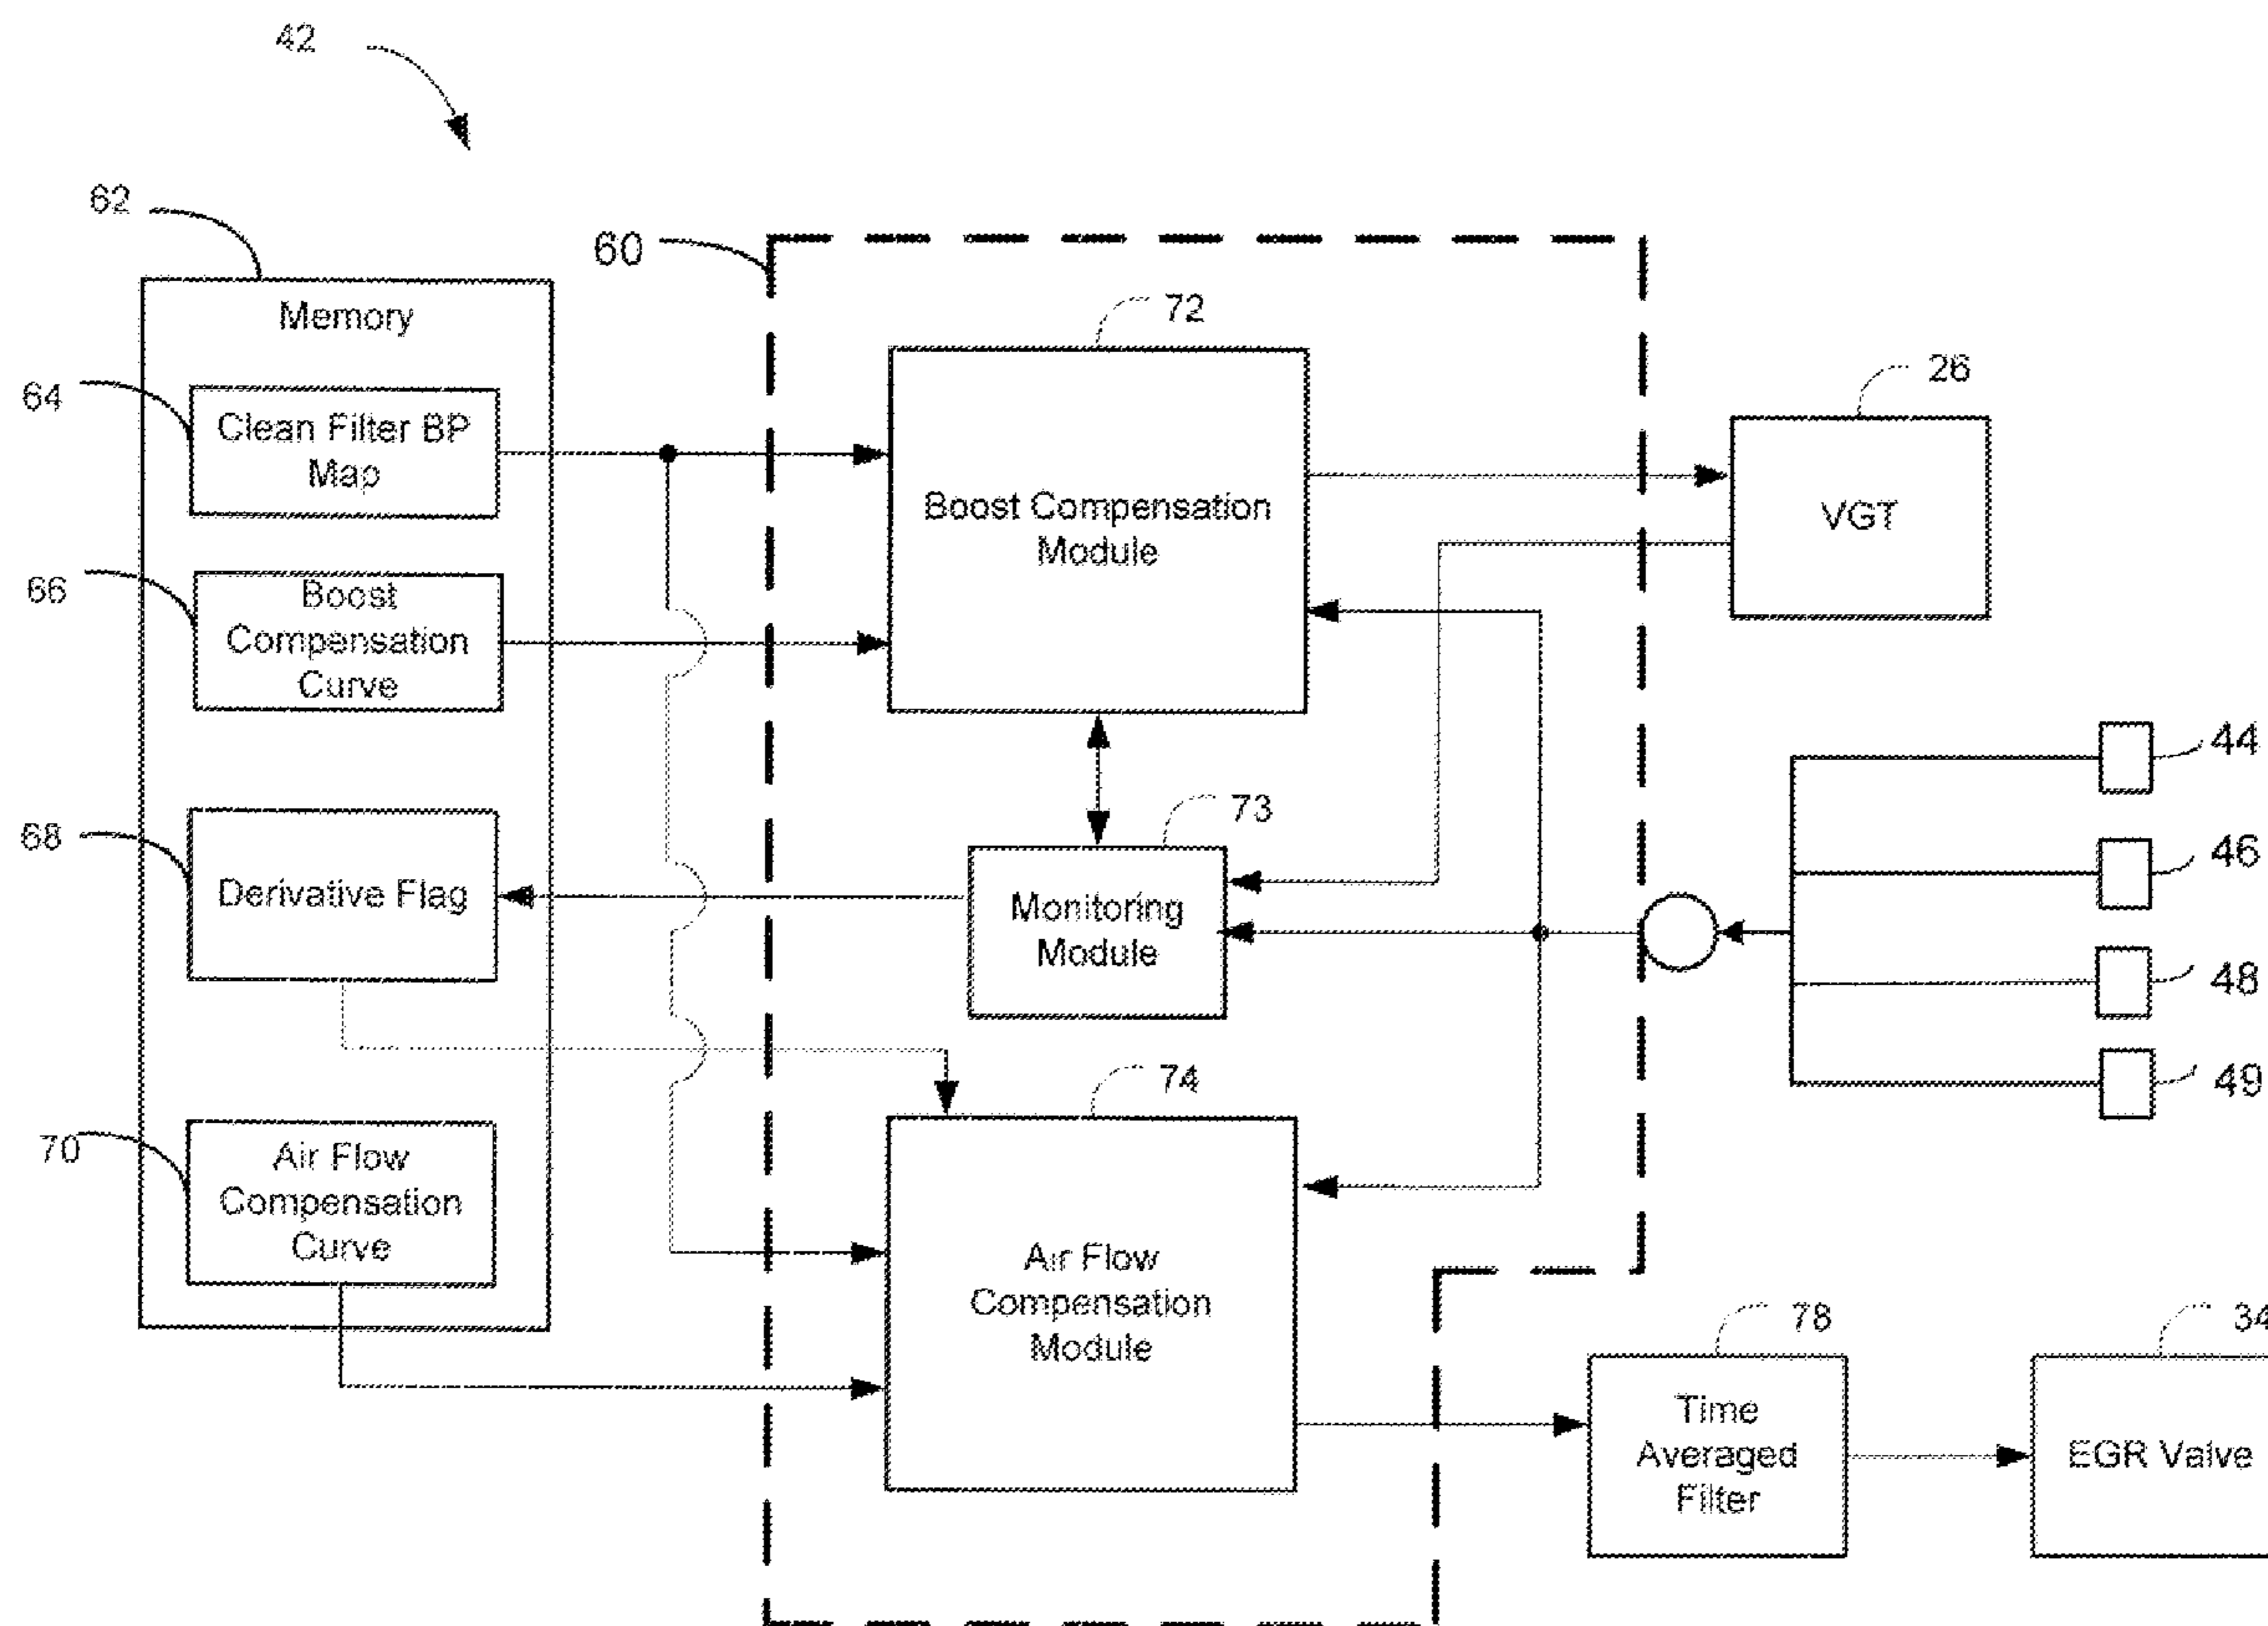 42
62
60
Memory
72
64
Clean Filter BP
Map
26
66
Boost
Compensation
Curve
Boost Compensation
Module
VGT
44
68
Derivative Flag
73
Monitoring
Module
46
48
49
70
Air Flow
Compensation
Curve
74
Air Flow
Compensation
Module
78
Time
Averaged
Filter
34
EGR Valve